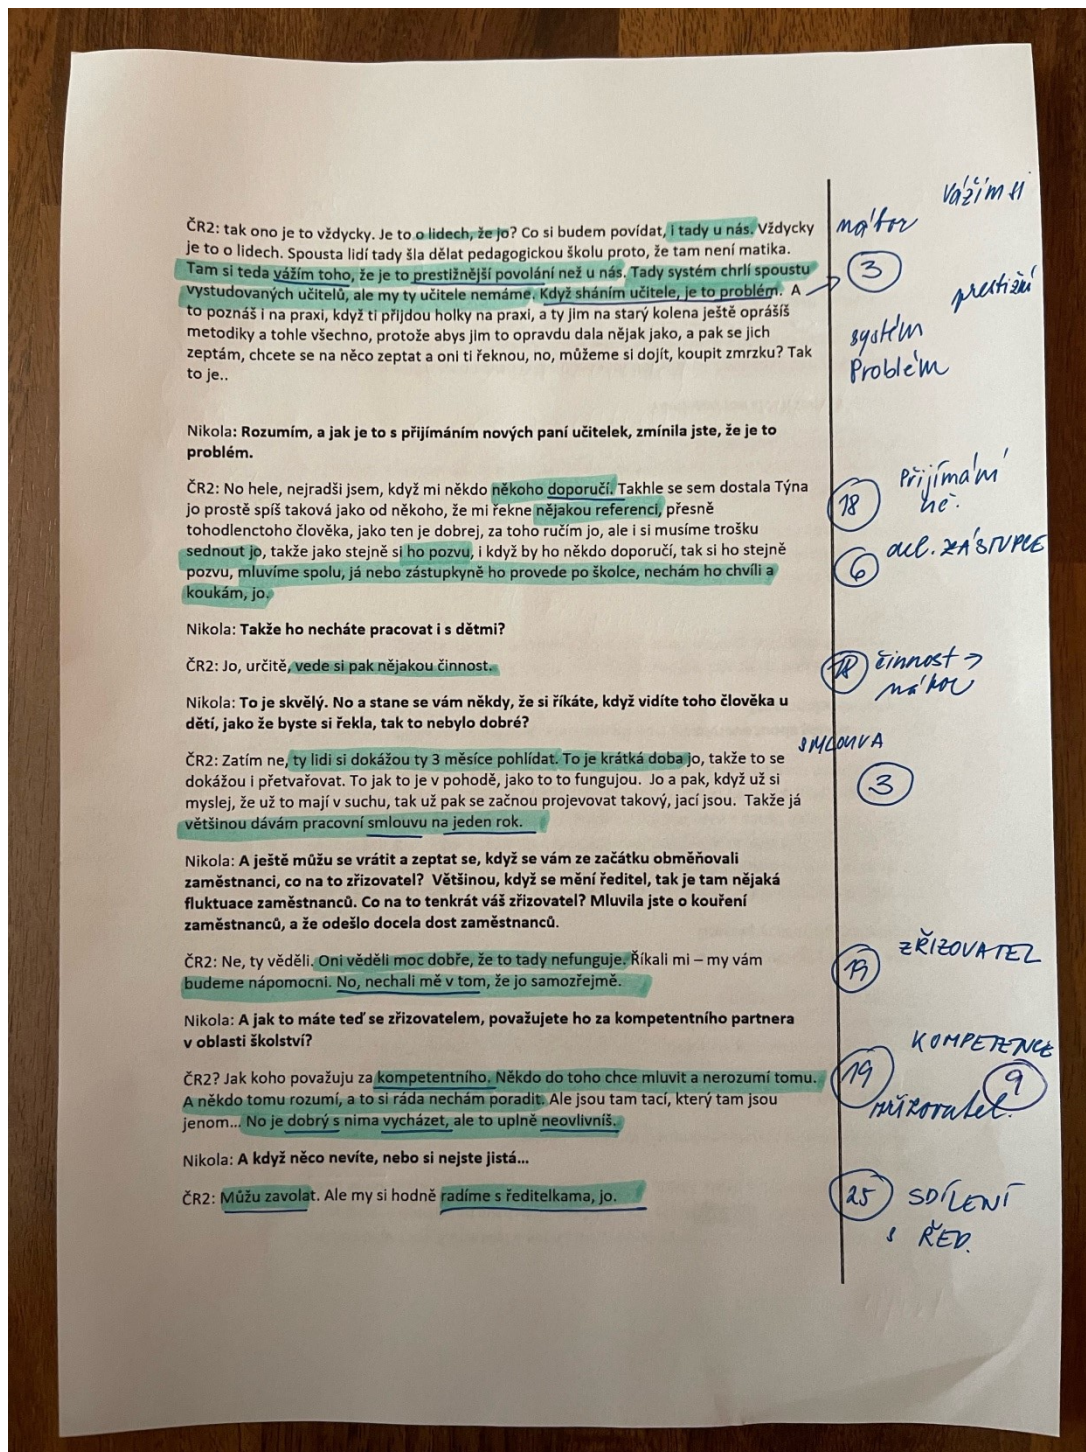 vážím si
ČR2: tak ono je to vždycky. Je to o lidech, že jo? Co si budem povídat, i tady u nás. Vždycky
nábor
je to o lidech. Spousta lidí tady šla dělat pedagogickou školu proto, že tam není matika.
Tam si teda vážím toho, že je to prestižnější povolání než u nás. Tady systém chrlí spoustu
3
vystudovaných učitelů, ale my ty učitele nemáme. Když sháním učitele, je to problém. A
prestižní
to poznáš i na praxi, když ti přijdou holky na praxi, a ty jim na starý kolena ještě oprášíš
metodiky a tohle všechno, protože abys jim to opravdu dala nějak jako, a pak se jich
systém
zeptám, chcete se na něco zeptat a oni ti řeknou, no, můžeme si dojít, koupit zmrzku? Tak
Problém
to je..
Nikola: Rozumím, a jak je to s přijímáním nových paní učitelek, zmínila jste, že je to
problém.
Přijímání
ČR2: No hele, nejradši jsem, když mi někdo někoho doporučí. Takhle se sem dostala Týna
18
uč.
jo prostě spíš taková jako od někoho, že mi řekne nějakou referenci, přesně
tohodlenctoho člověka, jako ten je dobrej, za toho ručím jo, ale i si musíme trošku
sednout jo, takže jako stejně si ho pozvu, i když by ho někdo doporučí, tak si ho stejně
ZÁSTUPCE
pozvu, mluvíme spolu, já nebo zástupkyně ho provede po školce, nechám ho chvíli a
6
koukám, jo.
Nikola: Takže ho necháte pracovat i s dětmi?
ČR2: Jo, určitě, vede si pak nějakou činnost.
18 činnost →
nábor
Nikola: To je skvělý. No a stane se vám někdy, že si říkáte, když vidíte toho člověka u
dětí, jako že byste si řekla, tak to nebylo dobré?
SMLOUVA
ČR2: Zatím ne, ty lidi si dokážou ty 3 měsíce pohlídat. To je krátká doba jo, takže to se
dokážou i přetvařovat. To jak to je v pohodě, jako to to fungujou. Jo a pak, když už si
3
myslej, že už to mají v suchu, tak už pak se začnou projevovat takový, jací jsou. Takže já
většinou dávám pracovní smlouvu na jeden rok.
Nikola: A ještě můžu se vrátit a zeptat se, když se vám ze začátku obměňovali
zaměstnanci, co na to zřizovatel? Většinou, když se mění ředitel, tak je tam nějaká
fluktuace zaměstnanců. Co na to tenkrát váš zřizovatel? Mluvila jste o kouření
zaměstnanců, a že odešlo docela dost zaměstnanců.
ZŘIZOVATEL
ČR2: Ne, ty věděli. Oni věděli moc dobře, že to tady nefunguje. Říkali mi – my vám
19
budeme nápomocni. No, nechali mě v tom, že jo samozřejmě.
Nikola: A jak to máte teď se zřizovatelem, považujete ho za kompetentního partnera
v oblasti školství?
KOMPETENCE
ČR2? Jak koho považuju za kompetentního. Někdo do toho chce mluvit a nerozumí tomu.
19
9
A někdo tomu rozumí, a to si ráda nechám poradit. Ale jsou tam tací, který tam jsou
zřizovatel.
jenom… No je dobrý s nima vycházet, ale to uplně neovlivníš.
Nikola: A když něco nevíte, nebo si nejste jistá…
ČR2: Můžu zavolat. Ale my si hodně radíme s ředitelkama, jo.
25 SDÍLENÍ
s ŘED.